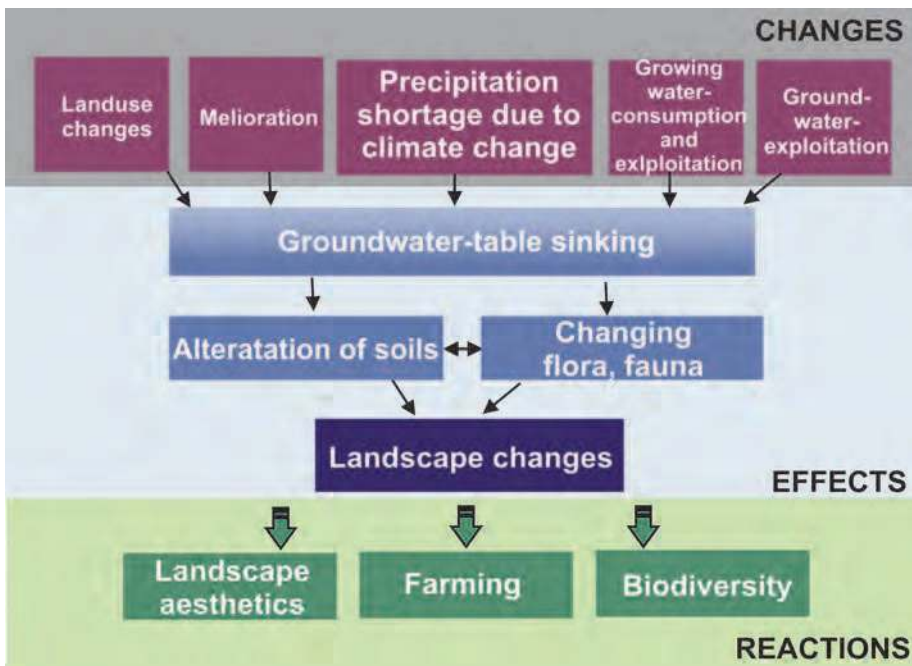 CHANGES
Landuse
changes
Melioration
Precipitation
shortage due to
climate change
Growing
water-
consumption
and
exlploitation
Ground-
water-
exploitation
Groundwater-table sinking
Alteratation of soils
Changing
flora, fauna
Landscape changes
EFFECTS
Landscape
aesthetics
Farming
Biodiversity
REACTIONS